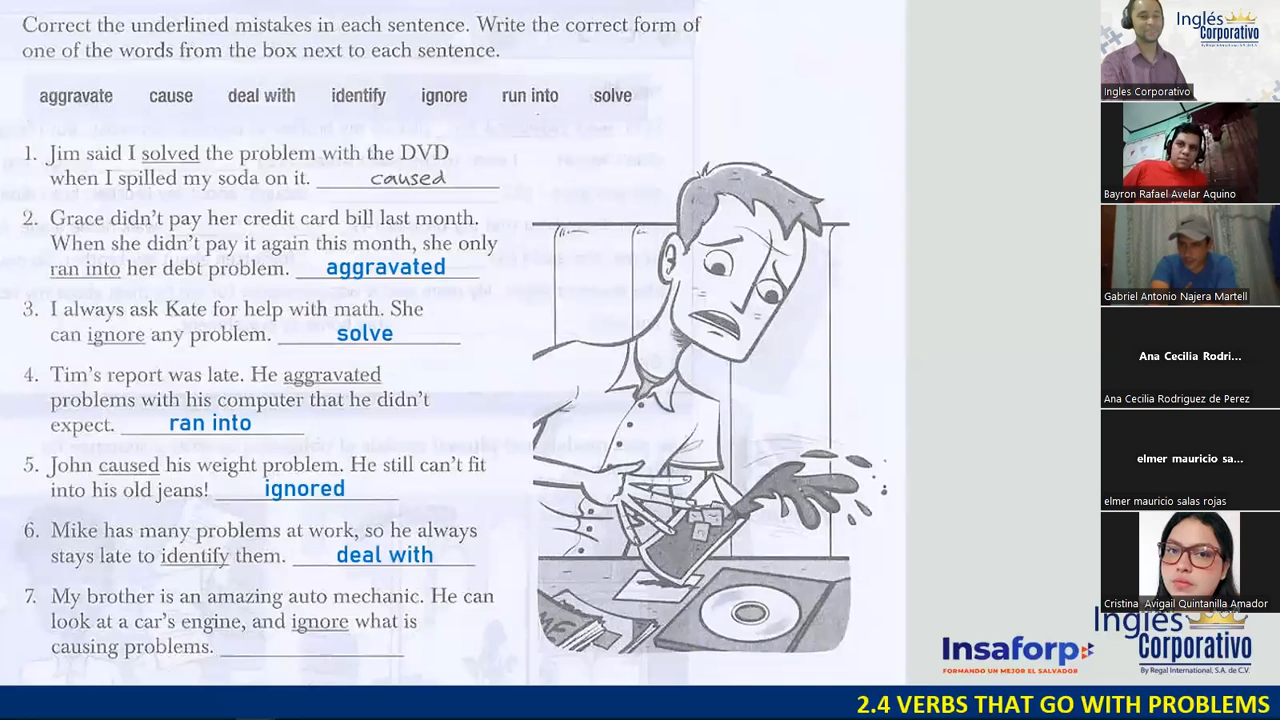 Correct the underlined mistakes in each sentence. Write the correct form of
one of the words from the box next to each sentence.
aggravate cause deal with identify ignore run into solve
1. Jim said I solved the problem with the DVD
when I spilled my soda on it. caused
2. Grace didn't pay her credit card bill last month.
When she didn't pay it again this month, she only
ran into her debt problem. aggravated
3. I always ask Kate for help with math. She
can ignore any problem. solve
4. Tim's report was late. He aggravated
problems with his computer that he didn't
expect. ran into
5. John caused his weight problem. He still can't fit
into his old jeans! ignored
6. Mike has many problems at work, so he always
stays late to identify them. deal with
7. My brother is an amazing auto mechanic. He can
look at a car's engine, and ignore what is
causing problems.
Inglés
Corporativo
Ingles Corporativo
Bayron Rafael Avelar Aquino
Gabriel Antonio Najera Martell
Ana Cecilia Rodri...
Ana Cecilia Rodriguez de Perez
elmer mauricio sa...
elmer mauricio salas rojas
Cristina Avigail Quintanilla Amador
Insaforp
FORMANDO UN MEJOR EL SALVADOR
Inglés
Corporativo
By Regal International, S.A. de C.V.
2.4 VERBS THAT GO WITH PROBLEMS